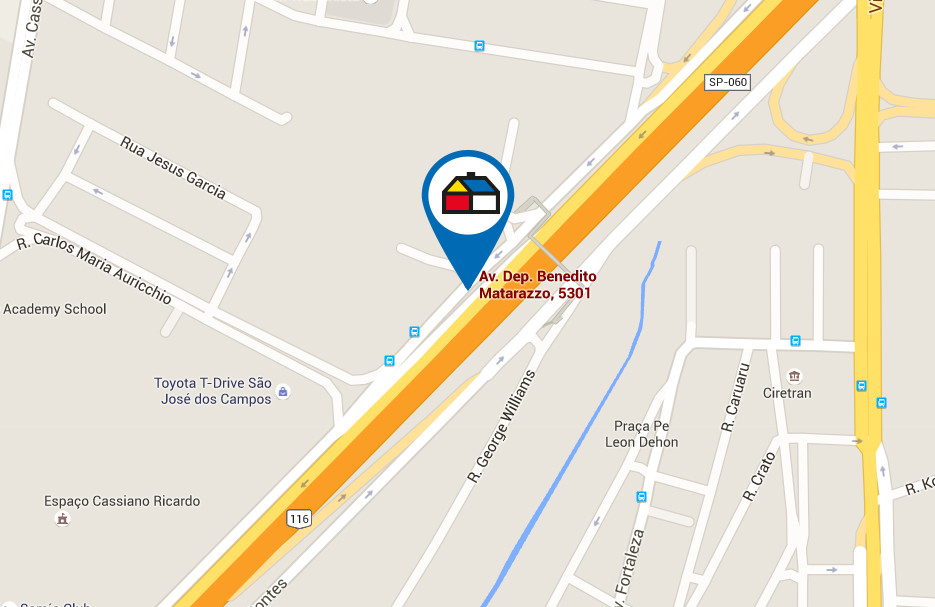 Av. Cass
SP-060
Rua Jesus Garcia
R. Carlos Maria Auricchio
Av. Dep. Benedito
Matarazzo, 5301
Academy School
Toyota T-Drive São
José dos Campos
R. George Williams
R. Caruaru
Ciretran
Praça Pe
Leon Dehon
R. Crato
Espaço Cassiano Ricardo
116
v. Fortaleza
ontes